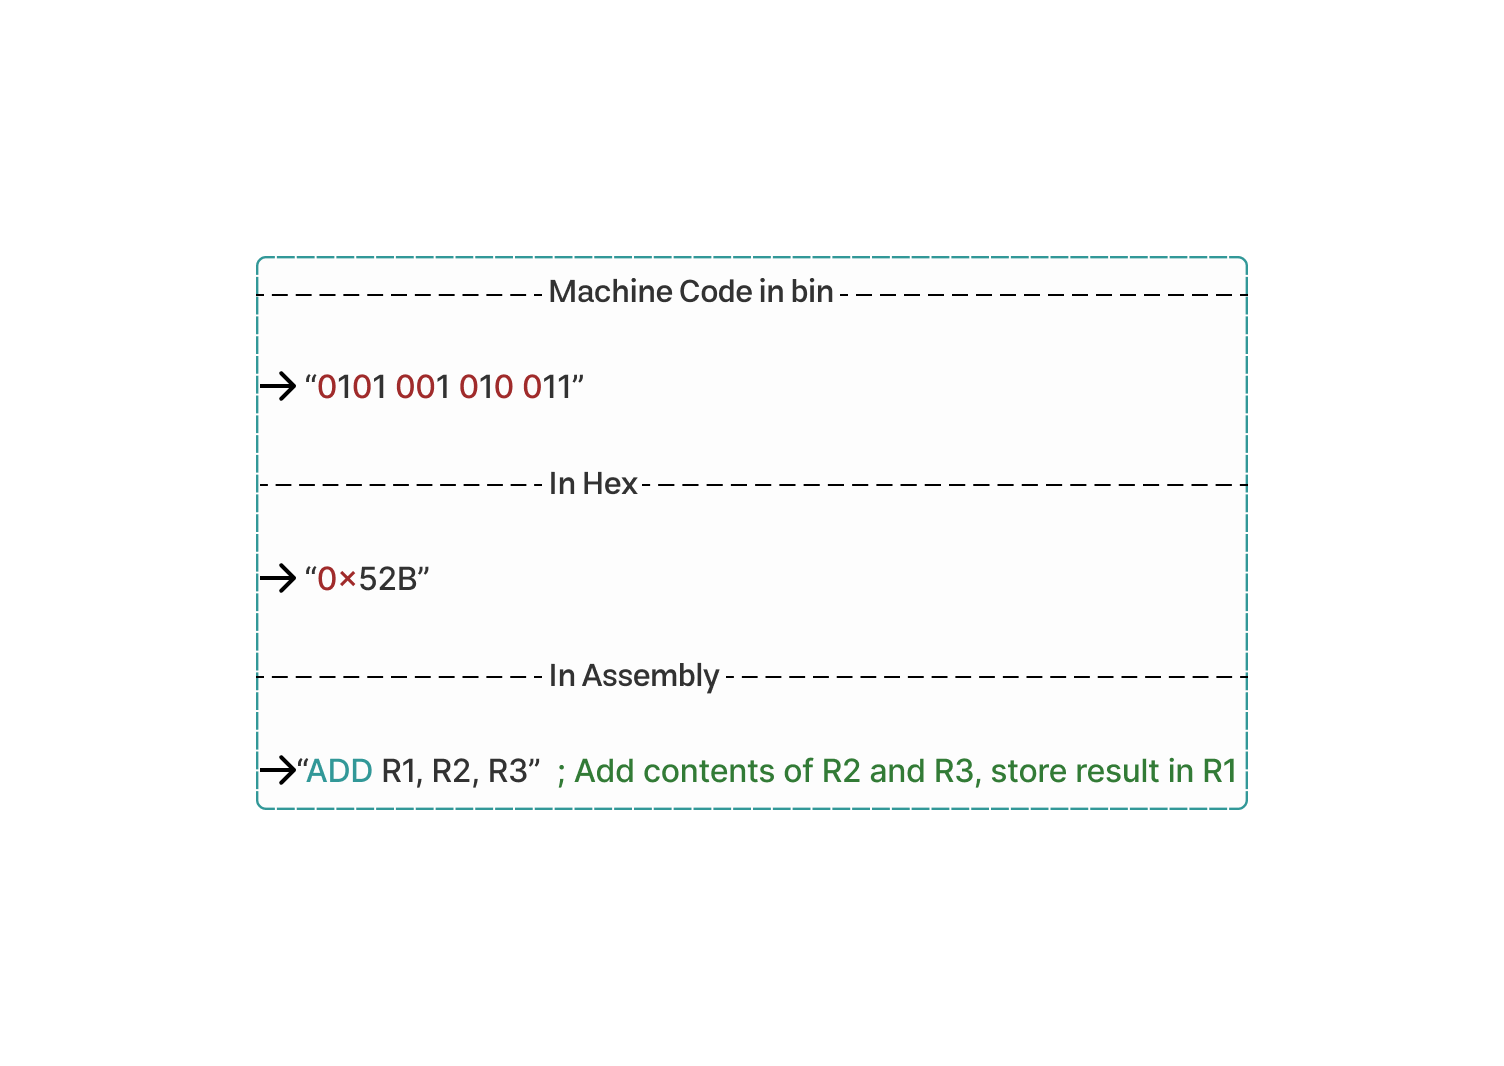 Machine Code in bin
“0101 001 010 011”
In Hex
“0×52B”
In Assembly
“ADD R1, R2, R3” ; Add contents of R2 and R3, store result in R1